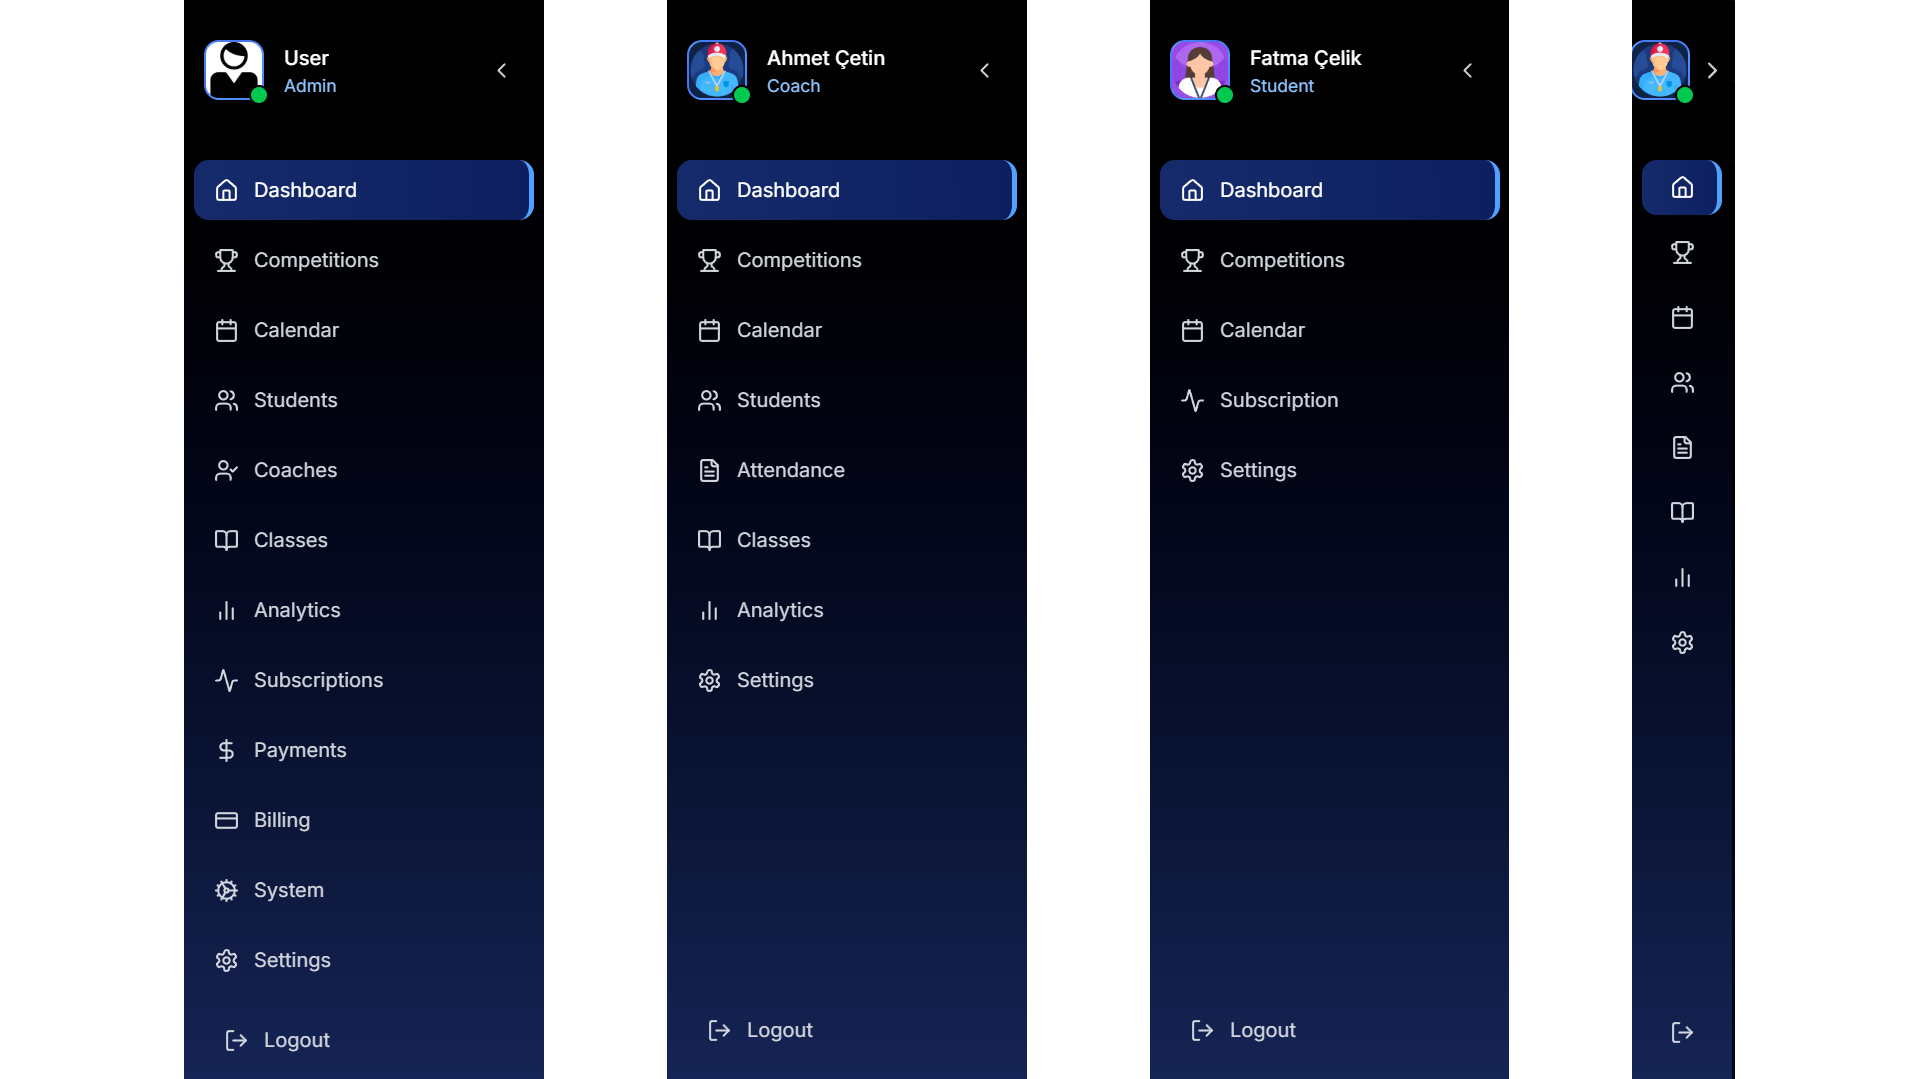 User
Admin
Dashboard
Competitions
Calendar
Students
Coaches
Classes
Analytics
Subscriptions
Payments
Billing
System
Settings
Logout
Ahmet Çetin
Coach
Dashboard
Competitions
Calendar
Students
Attendance
Classes
Analytics
Settings
Logout
Fatma Çelik
Student
Dashboard
Competitions
Calendar
Subscription
Settings
Logout